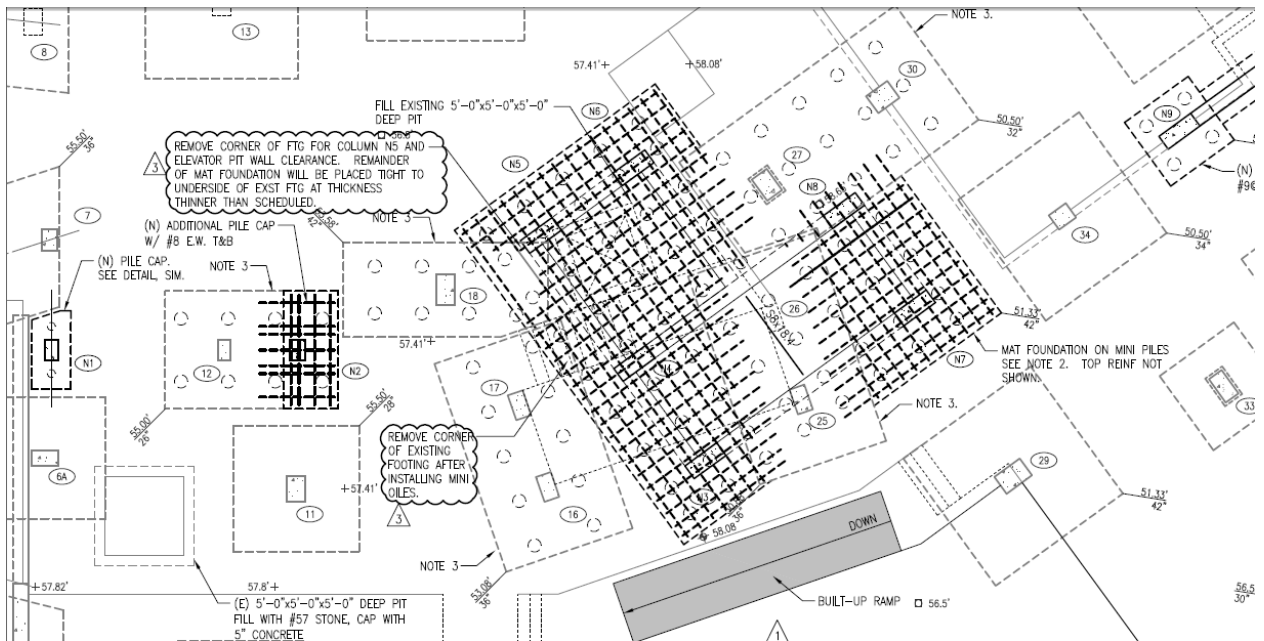 NOTE 3.
8
13
57.41'
58.08'
30
FILL EXISTING 5'-0"x5'-0"x5'-0"
DEEP PIT
N6
N9
50.50'
32"
55.50'
36"
REMOVE CORNER OF FTG FOR COLUMN N5 AND
ELEVATOR PIT WALL CLEARANCE. REMAINDER
OF MAT FOUNDATION WILL BE PLACED TIGHT TO
UNDERSIDE OF EXST FTG AT THICKNESS
THINNER THAN SCHEDULED.
3
N5
27
N8
(N)
7
42"
NOTE 3
(N) ADDITIONAL PILE CAP
W/ #8 E.W. T&B
34
50.50'
34"
(N) PILE CAP.
SEE DETAIL, SIM.
NOTE 3
18
26
57.41'
51.33'
42"
N1
12
N2
N7
MAT FOUNDATION ON MINI PILES
SEE NOTE 2. TOP REINF NOT
SHOWN.
17
55.50'
28"
55.00'
26"
NOTE 3.
33
25
REMOVE CORNER
OF EXISTING
FOOTING AFTER
INSTALLING MINI
OILES.
3
6A
29
57.41'
11
16
N3
36"
51.33'
42"
58.08
DOWN
NOTE 3
53.08'
36"
57.82'
57.8'
(E) 5'-0"x5'-0"x5'-0" DEEP PIT
FILL WITH #57 STONE, CAP WITH
5" CONCRETE
BUILT-UP RAMP
56.5'
30"
1